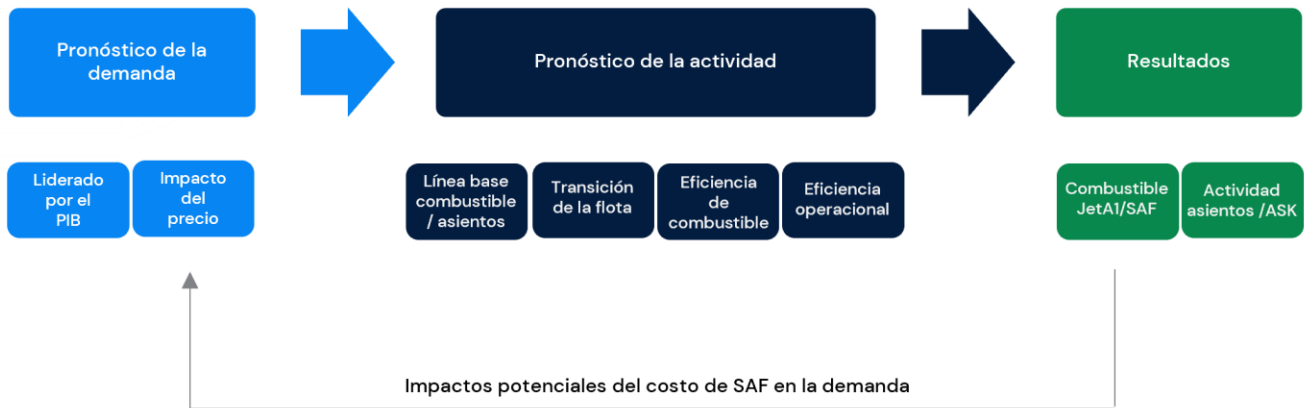 Pronóstico de la
demanda
Pronóstico de la actividad
Resultados
Liderado
por el
PIB
Impacto
del
precio
Línea base
combustible
/ asientos
Transición
de la flota
Eficiencia
de
combustible
Eficiencia
operacional
Combustible
JetA1/SAF
Actividad
asientos /ASK
Impactos potenciales del costo de SAF en la demanda